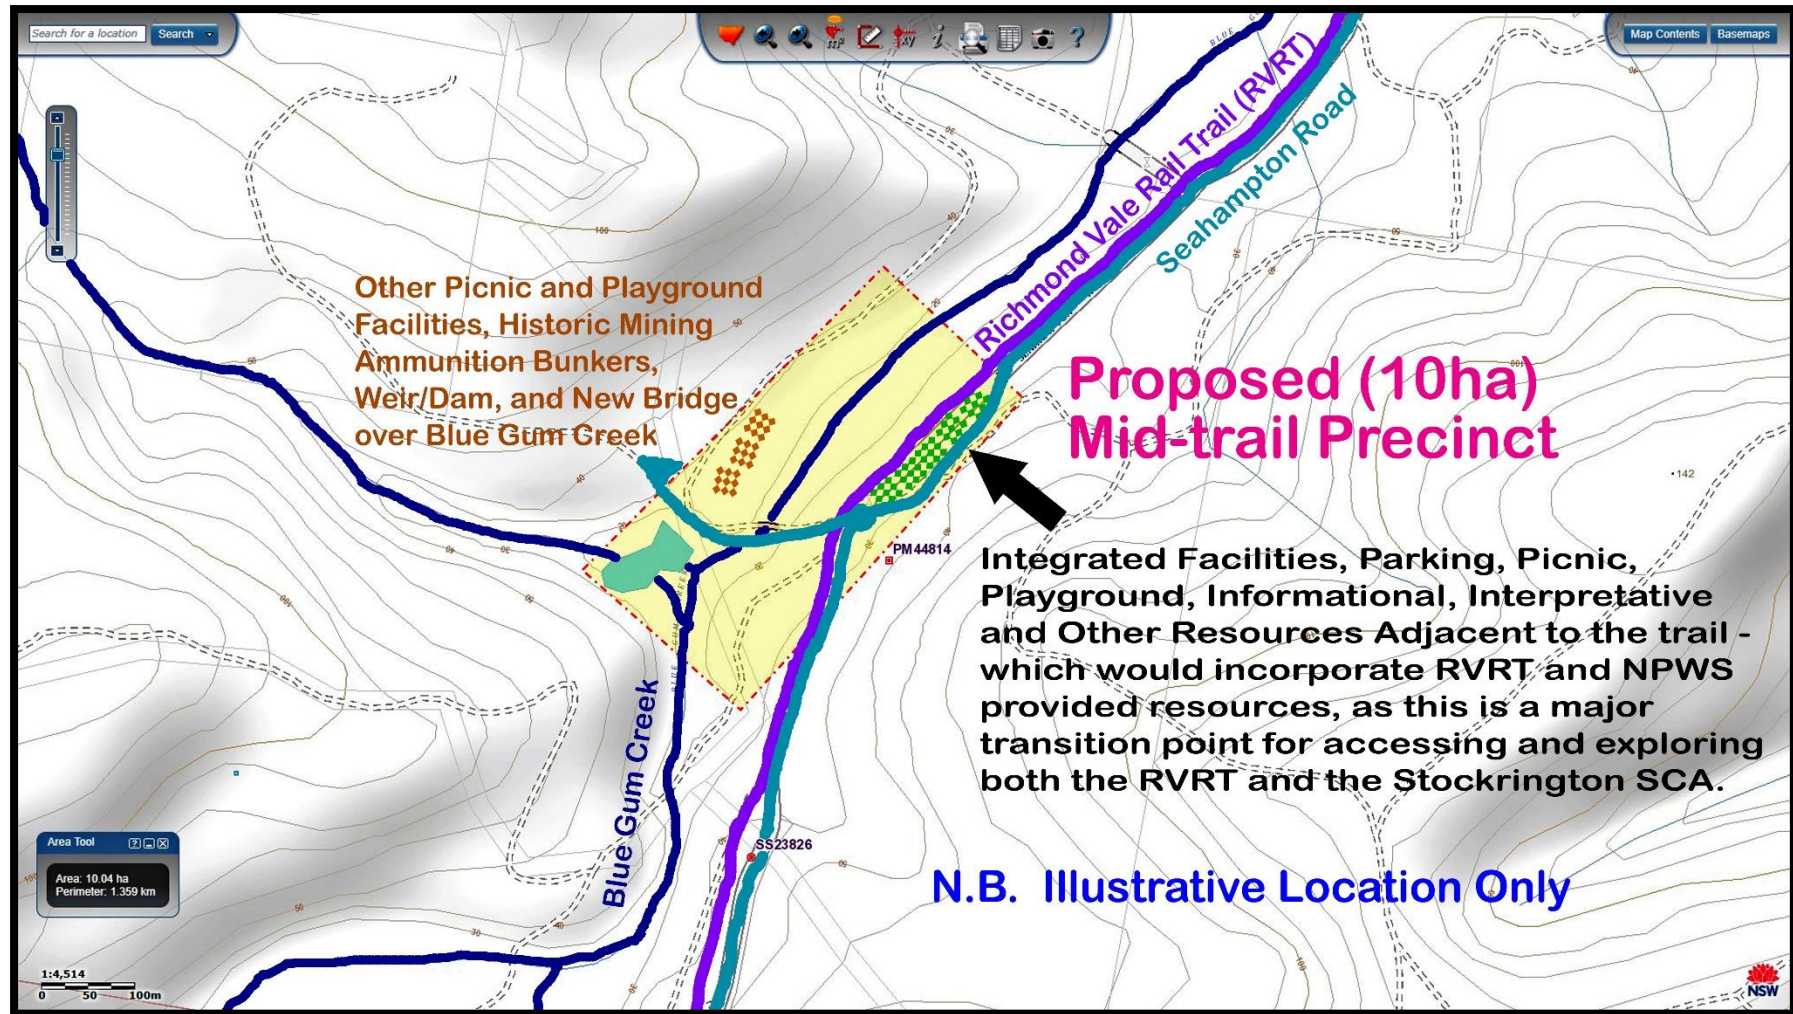 Search for a location
Search
m²
xy
i
?
Map Contents
Basemaps
Richmond Vale Rail Trail (RVRT)
Seahampton Road
Other Picnic and Playground
Facilities, Historic Mining
Ammunition Bunkers,
Weir/Dam, and New Bridge
over Blue Gum Creek
Proposed (10ha)
Mid-trail Precinct
PM44814
142
Integrated Facilities, Parking, Picnic,
Playground, Informational, Interpretative
and Other Resources Adjacent to the trail -
which would incorporate RVRT and NPWS
provided resources, as this is a major
transition point for accessing and exploring
both the RVRT and the Stockrington SCA.
Blue Gum Creek
SS23826
N.B. Illustrative Location Only
Area Tool
Area: 10.04 ha
Perimeter: 1.359 km
1:4,514
0 50 100m
NSW